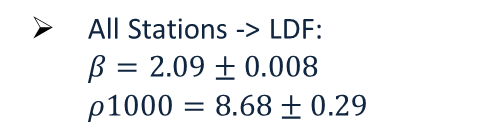 ➢ All Stations -> LDF:
𝛽 = 2.09 ± 0.008
𝜌1000 = 8.68 ± 0.29